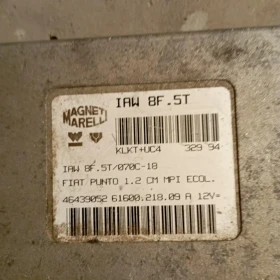 MAGNETI
MARELLI
IAW 8F.5T
KLKT+UC4 329 94
IAW 8F.5T/070C-18
FIAT PUNTO 1.2 CM MPI ECOL.
46439052 61600.218.09 A 12V=